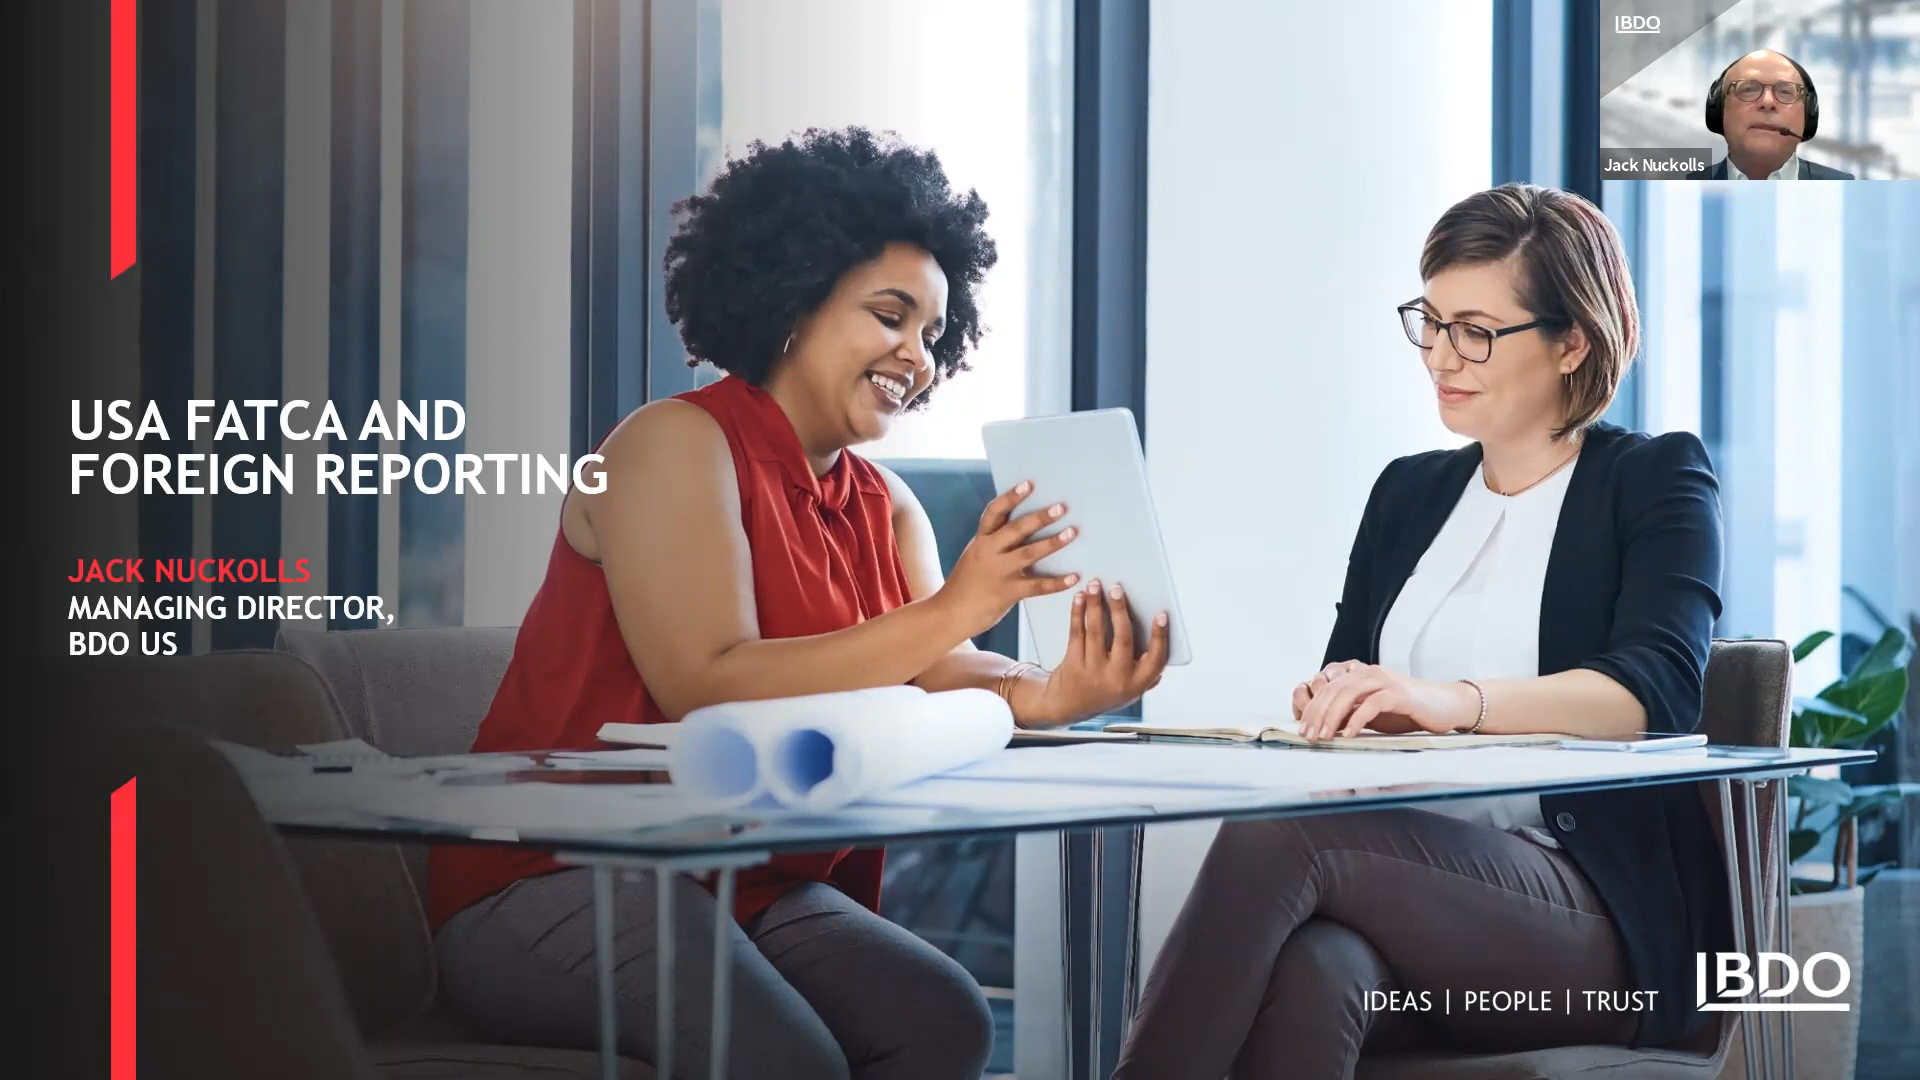 BDO
Jack Nuckolls
USA FATCA AND
FOREIGN REPORTING
JACK NUCKOLLS
MANAGING DIRECTOR,
BDO US
IDEAS | PEOPLE | TRUST
BDO